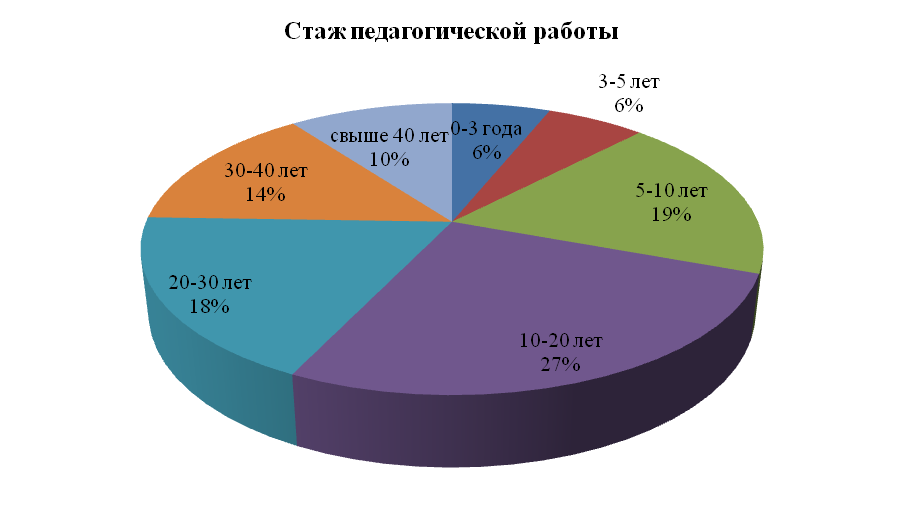 Стаж педагогической работы
0-3 года
6%
3-5 лет
6%
5-10 лет
19%
10-20 лет
27%
20-30 лет
18%
30-40 лет
14%
свыше 40 лет
10%